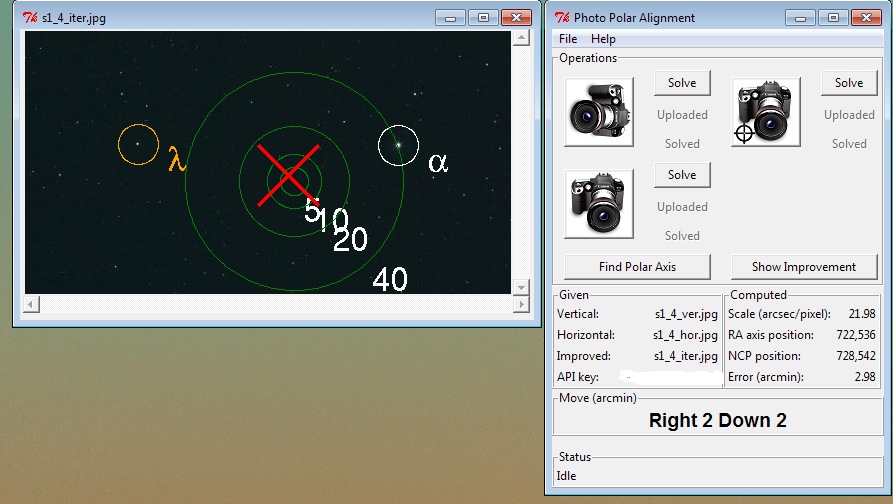 s1_4_iter.jpg
λ
α
5
10
20
40
Photo Polar Alignment
File Help
Operations
Solve
Uploaded
Solved
Solve
Uploaded
Solved
Solve
Uploaded
Solved
Find Polar Axis
Show Improvement
Given
Vertical: s1_4_ver.jpg
Horizontal: s1_4_hor.jpg
Improved: s1_4_iter.jpg
API key:
Computed
Scale (arcsec/pixel): 21.98
RA axis position: 722,536
NCP position: 728,542
Error (arcmin): 2.98
Move (arcmin)
Right 2 Down 2
Status
Idle